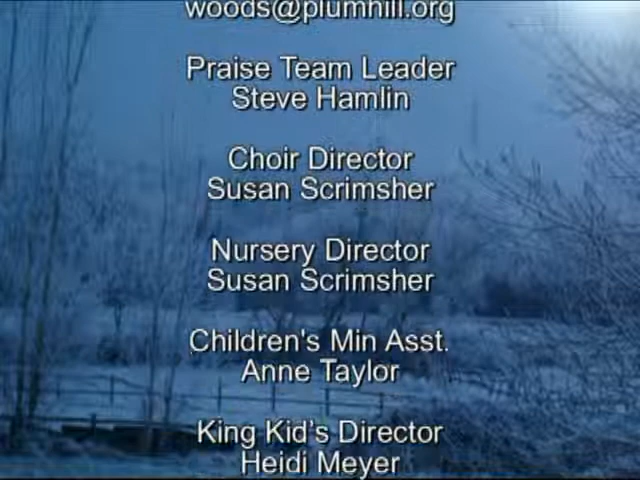 woods@plumhill.org
Praise Team Leader
Steve Hamlin
Choir Director
Susan Scrimsher
Nursery Director
Susan Scrimsher
Children's Min Asst.
Anne Taylor
King Kid's Director
Heidi Meyer